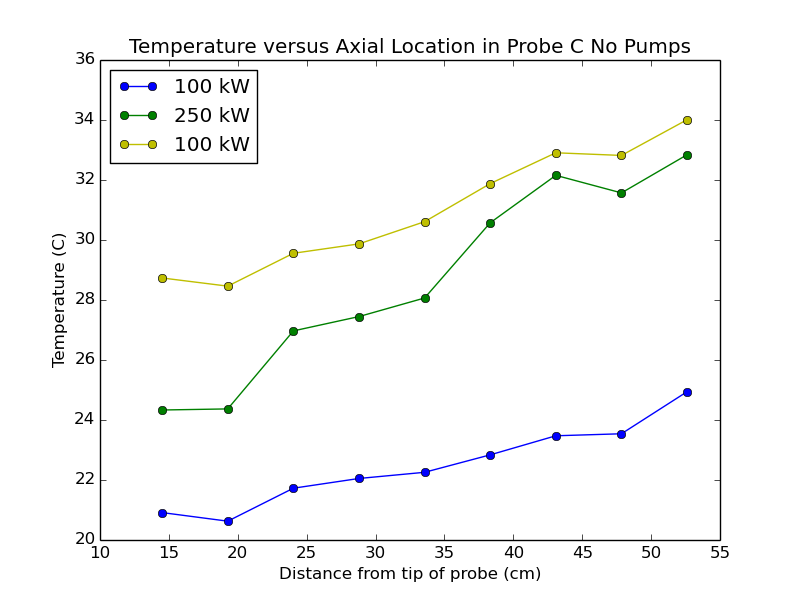 Temperature versus Axial Location in Probe C No Pumps
36
34
32
30
28
26
24
22
20
100 kW
250 kW
100 kW
Temperature (C)
10 15 20 25 30 35 40 45 50 55
Distance from tip of probe (cm)